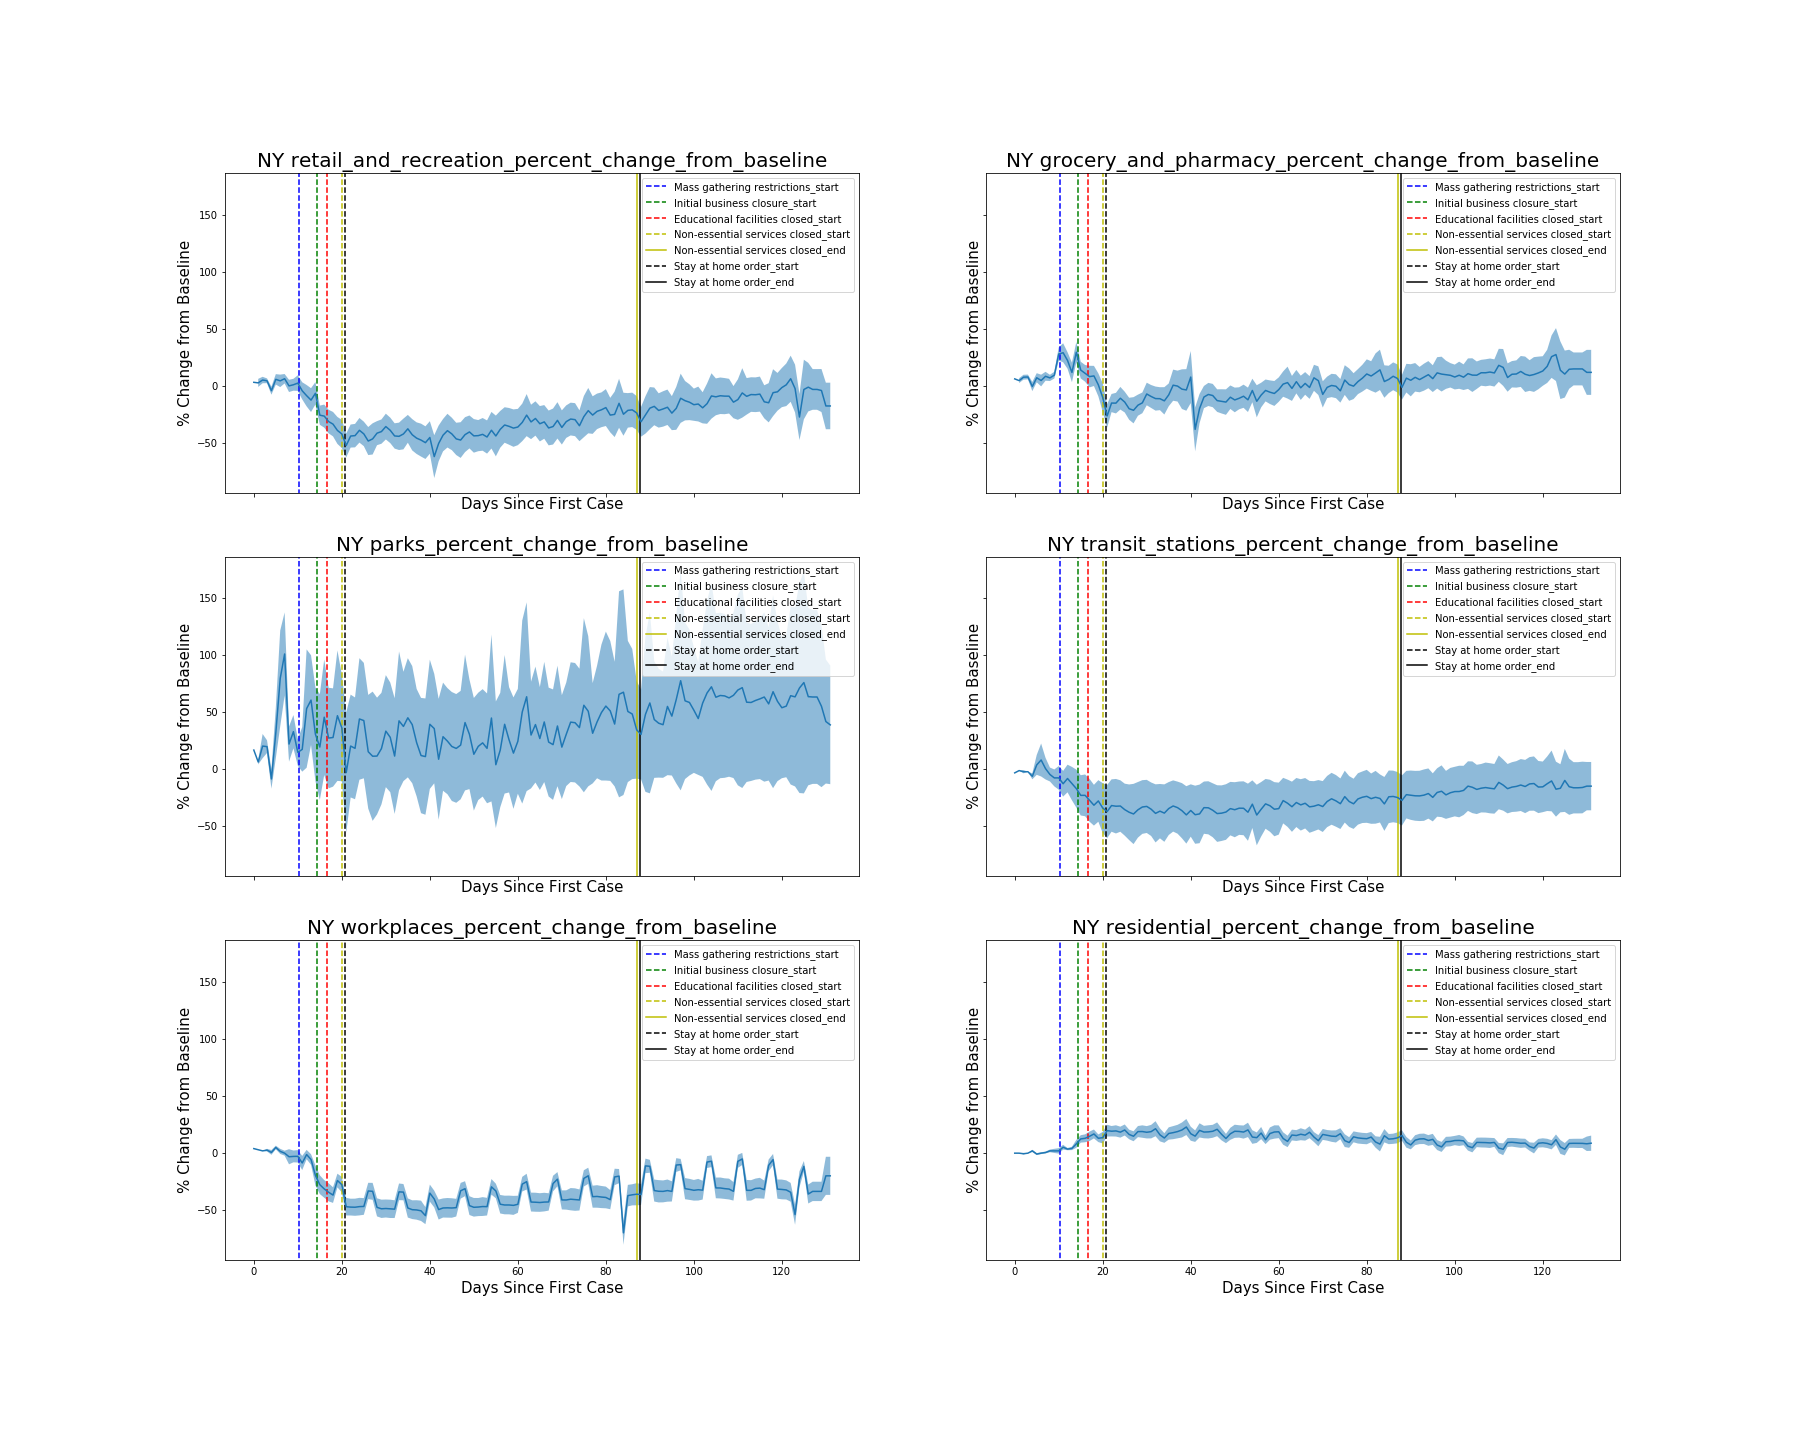 NY retail_and_recreation_percent_change_from_baseline
% Change from Baseline
150
100
50
0
−50
Mass gathering restrictions_start
Initial business closure_start
Educational facilities closed_start
Non-essential services closed_start
Non-essential services closed_end
Stay at home order_start
Stay at home order_end
Days Since First Case
NY grocery_and_pharmacy_percent_change_from_baseline
% Change from Baseline
Mass gathering restrictions_start
Initial business closure_start
Educational facilities closed_start
Non-essential services closed_start
Non-essential services closed_end
Stay at home order_start
Stay at home order_end
Days Since First Case
NY parks_percent_change_from_baseline
% Change from Baseline
150
100
50
0
−50
Mass gathering restrictions_start
Initial business closure_start
Educational facilities closed_start
Non-essential services closed_start
Non-essential services closed_end
Stay at home order_start
Stay at home order_end
Days Since First Case
NY transit_stations_percent_change_from_baseline
% Change from Baseline
Mass gathering restrictions_start
Initial business closure_start
Educational facilities closed_start
Non-essential services closed_start
Non-essential services closed_end
Stay at home order_start
Stay at home order_end
Days Since First Case
NY workplaces_percent_change_from_baseline
% Change from Baseline
150
100
50
0
−50
Mass gathering restrictions_start
Initial business closure_start
Educational facilities closed_start
Non-essential services closed_start
Non-essential services closed_end
Stay at home order_start
Stay at home order_end
0 20 40 60 80 100 120
Days Since First Case
NY residential_percent_change_from_baseline
% Change from Baseline
Mass gathering restrictions_start
Initial business closure_start
Educational facilities closed_start
Non-essential services closed_start
Non-essential services closed_end
Stay at home order_start
Stay at home order_end
0 20 40 60 80 100 120
Days Since First Case